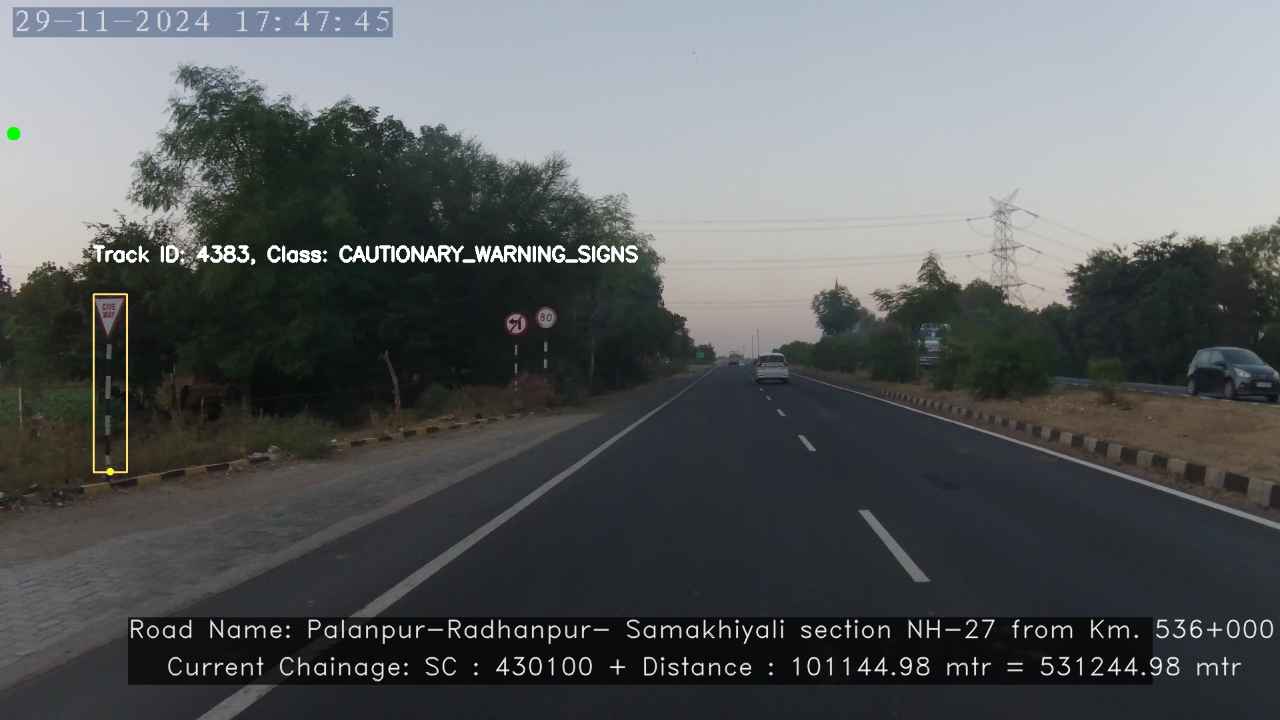 29-11-2024 17:47:45
Track ID: 4383, Class: CAUTIONARY_WARNING_SIGNS
GIVE
WAY
80
Road Name: Palanpur-Radhanpur- Samakhiyali section NH-27 from Km. 536+000
Current Chainage: SC : 430100 + Distance : 101144.98 mtr = 531244.98 mtr